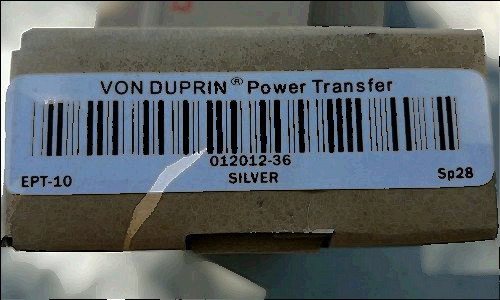 VON DUPRIN® Power Transfer
012012-36
EPT-10 SILVER Sp28